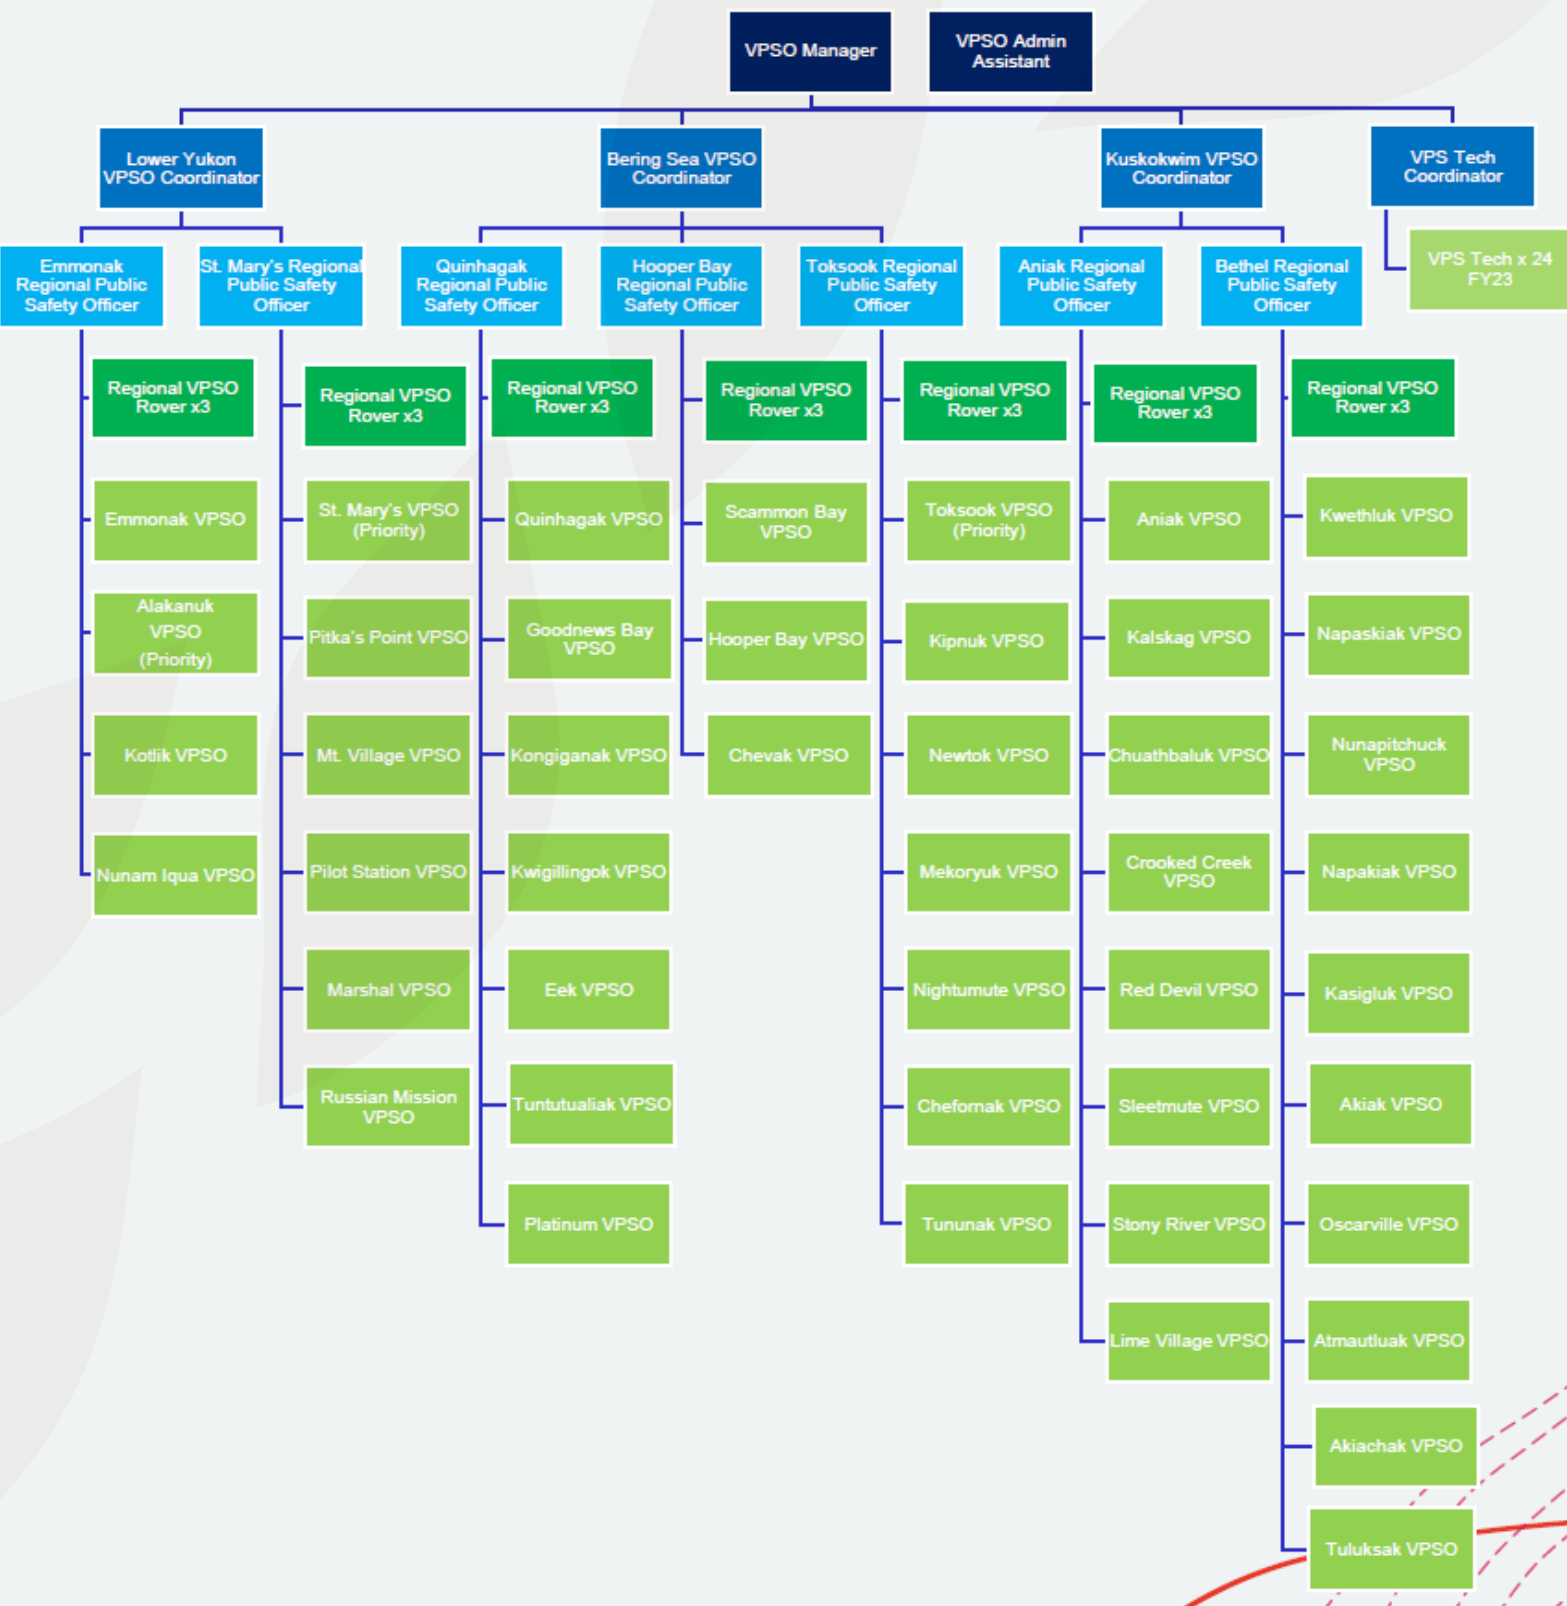 VPSO Manager
VPSO Admin
Assistant
Lower Yukon
VPSO Coordinator
Bering Sea VPSO
Coordinator
Kuskokwim VPSO
Coordinator
VPS Tech
Coordinator
VPS Tech x 24
FY23
Emmonak
Regional Public
Safety Officer
St. Mary's Regional
Public Safety
Officer
Quinhagak
Regional Public
Safety Officer
Hooper Bay
Regional Public
Safety Officer
Toksook Regional
Public Safety
Officer
Aniak Regional
Public Safety
Officer
Bethel Regional
Public Safety
Officer
Regional VPSO
Rover x3
Emmonak VPSO
Alakanuk
VPSO
(Priority)
Kotlik VPSO
Nunam Iqua VPSO
Regional VPSO
Rover x3
St. Mary's VPSO
(Priority)
Pitka's Point VPSO
Mt. Village VPSO
Pilot Station VPSO
Marshal VPSO
Russian Mission
VPSO
Regional VPSO
Rover x3
Quinhagak VPSO
Goodnews Bay
VPSO
Kongiganak VPSO
Kwigillingok VPSO
Eek VPSO
Tuntutualiak VPSO
Platinum VPSO
Regional VPSO
Rover x3
Scammon Bay
VPSO
Hooper Bay VPSO
Chevak VPSO
Regional VPSO
Rover x3
Toksook VPSO
(Priority)
Kipnuk VPSO
Newtok VPSO
Mekoryuk VPSO
Nightumute VPSO
Chefornak VPSO
Tununak VPSO
Regional VPSO
Rover x3
Aniak VPSO
Kalskag VPSO
Chuathbaluk VPSO
Crooked Creek
VPSO
Red Devil VPSO
Sleetmute VPSO
Stony River VPSO
Lime Village VPSO
Regional VPSO
Rover x3
Kwethluk VPSO
Napaskiak VPSO
Nunapitchuck
VPSO
Napakiak VPSO
Kasigluk VPSO
Akiak VPSO
Oscarville VPSO
Atmautluak VPSO
Akiachak VPSO
Tuluksak VPSO